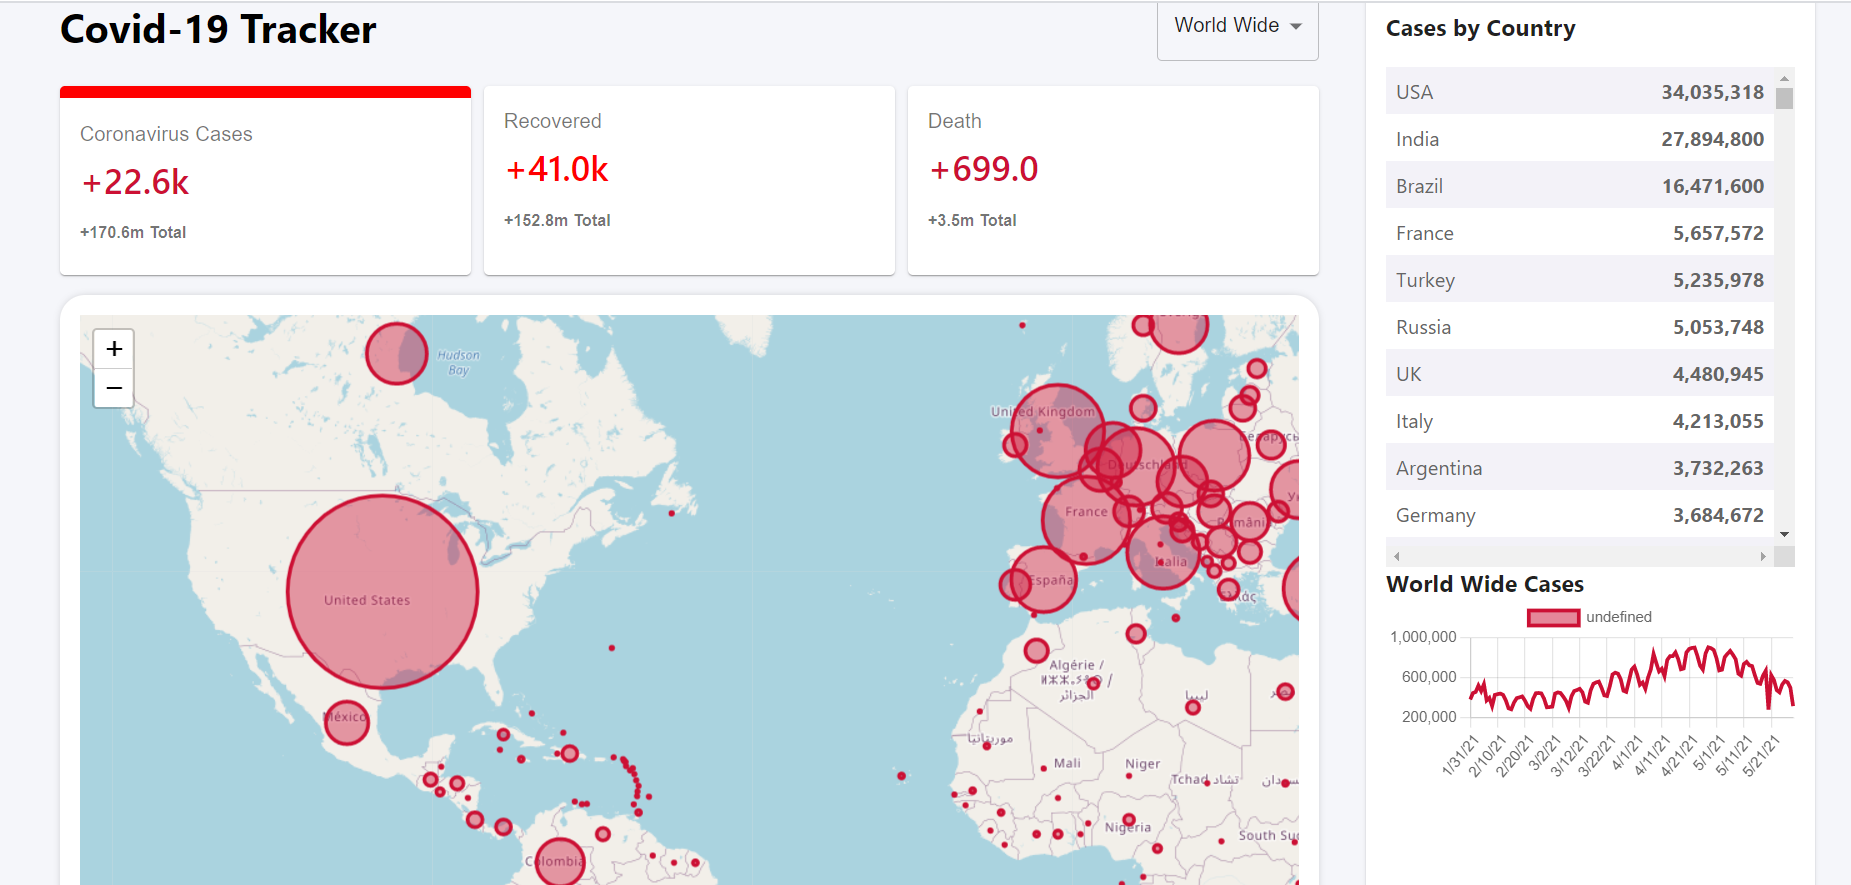 Covid-19 Tracker
World Wide
Coronavirus Cases
+22.6k
+170.6m Total
Recovered
+41.0k
+152.8m Total
Death
+699.0
+3.5m Total
+
−
Hudson
Bay
United Kingdom
Беларусь
Deutschland
France
România
Italia
España
Ελλάς
United States
México
Algérie /
الجزائر
ليبيا
موريتانيا
Mali
Niger
Tchad تشاد
Nigeria
South Su
Colombia
Cases by Country
USA 34,035,318
India 27,894,800
Brazil 16,471,600
France 5,657,572
Turkey 5,235,978
Russia 5,053,748
UK 4,480,945
Italy 4,213,055
Argentina 3,732,263
Germany 3,684,672
World Wide Cases
undefined
1,000,000
600,000
200,000
1/31/21 2/10/21 2/20/21 3/2/21 3/12/21 3/22/21 4/1/21 4/11/21 4/21/21 5/1/21 5/11/21 5/21/21